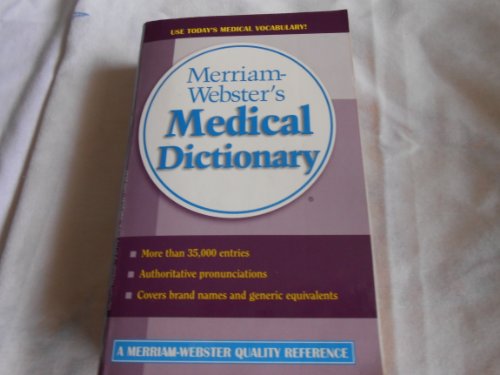 USE TODAY'S MEDICAL VOCABULARY!
Merriam-
Webster's
Medical
Dictionary
®
More than 35,000 entries
Authoritative pronunciations
Covers brand names and generic equivalents
A MERRIAM-WEBSTER QUALITY REFERENCE